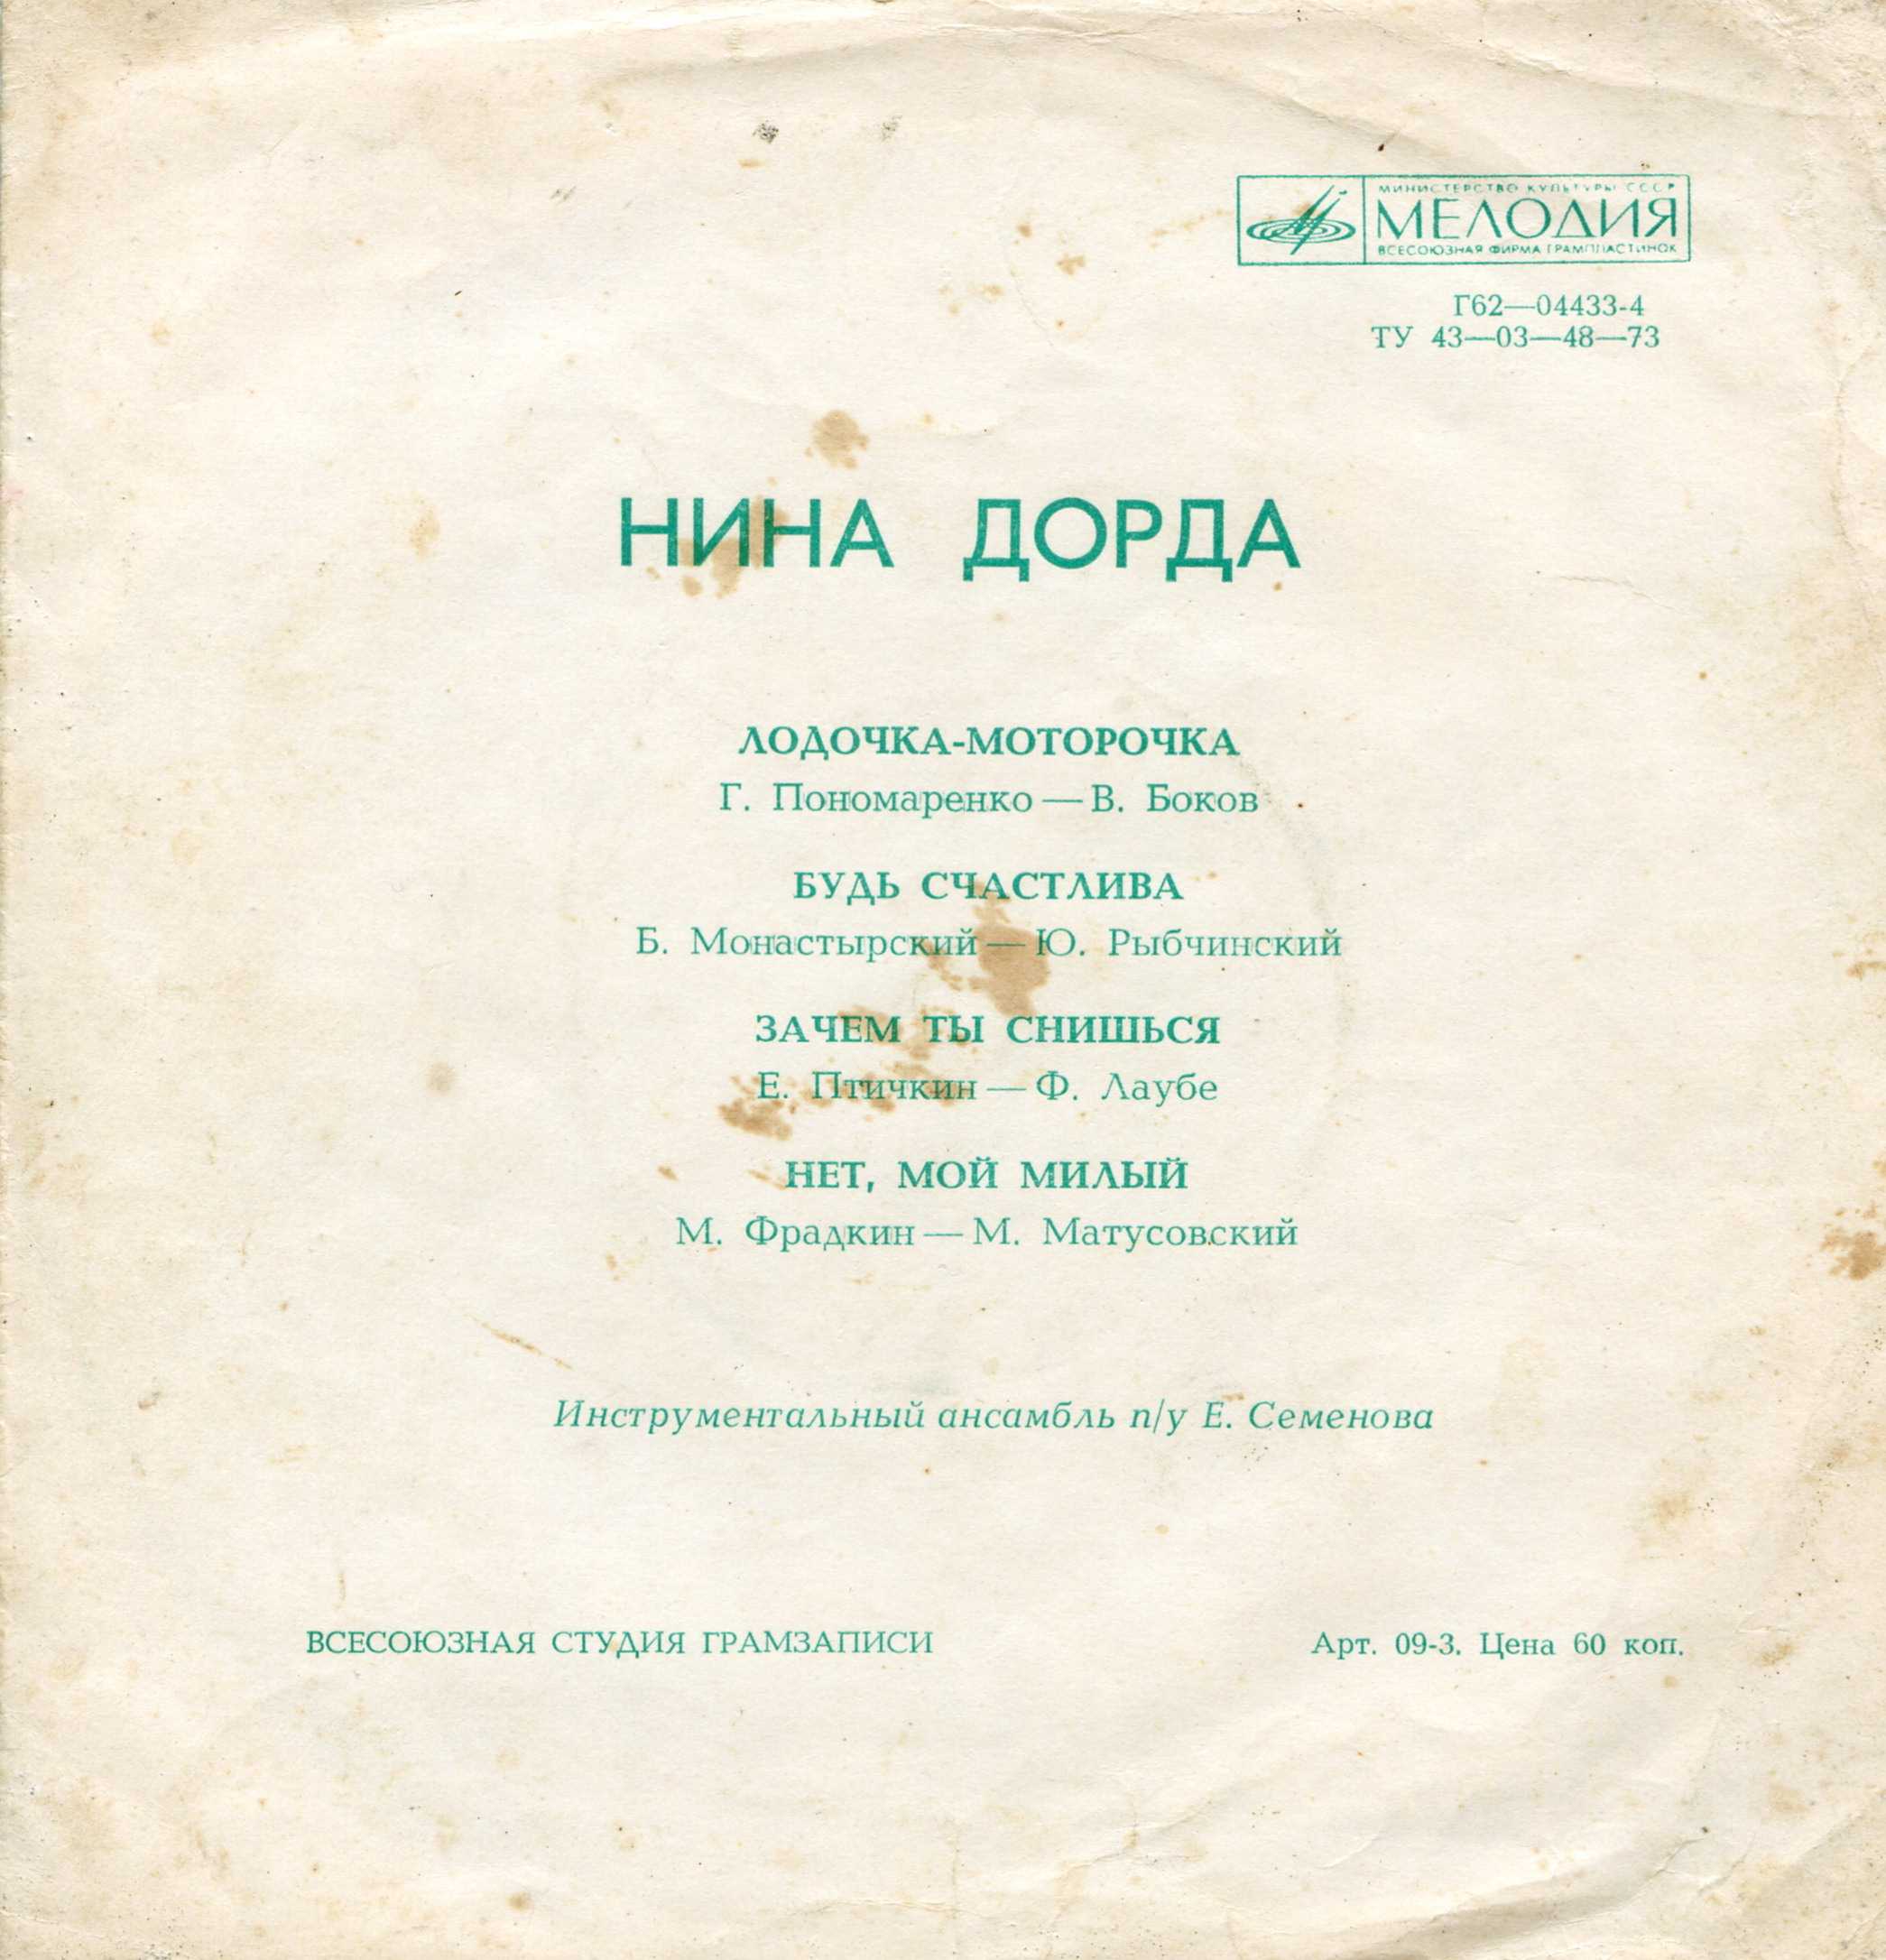 МИНИСТЕРСТВО КУЛЬТУРЫ СССР
МЕЛОДИЯ
ВСЕСОЮЗНАЯ ФИРМА ГРАМПЛАСТИНОК
Г62—04433-4
ТУ 43—03—48—73
НИНА ДОРДА
ЛОДОЧКА-МОТОРОЧКА
Г. Пономаренко — В. Боков
БУДЬ СЧАСТЛИВА
Б. Монастырский — Ю. Рыбчинский
ЗАЧЕМ ТЫ СНИШЬСЯ
Е. Птичкин — Ф. Лаубе
НЕТ, МОЙ МИЛЫЙ
М. Фрадкин — М. Матусовский
Инструментальный ансамбль п/у Е. Семенова
ВСЕСОЮЗНАЯ СТУДИЯ ГРАМЗАПИСИ
Арт. 09-3. Цена 60 коп.